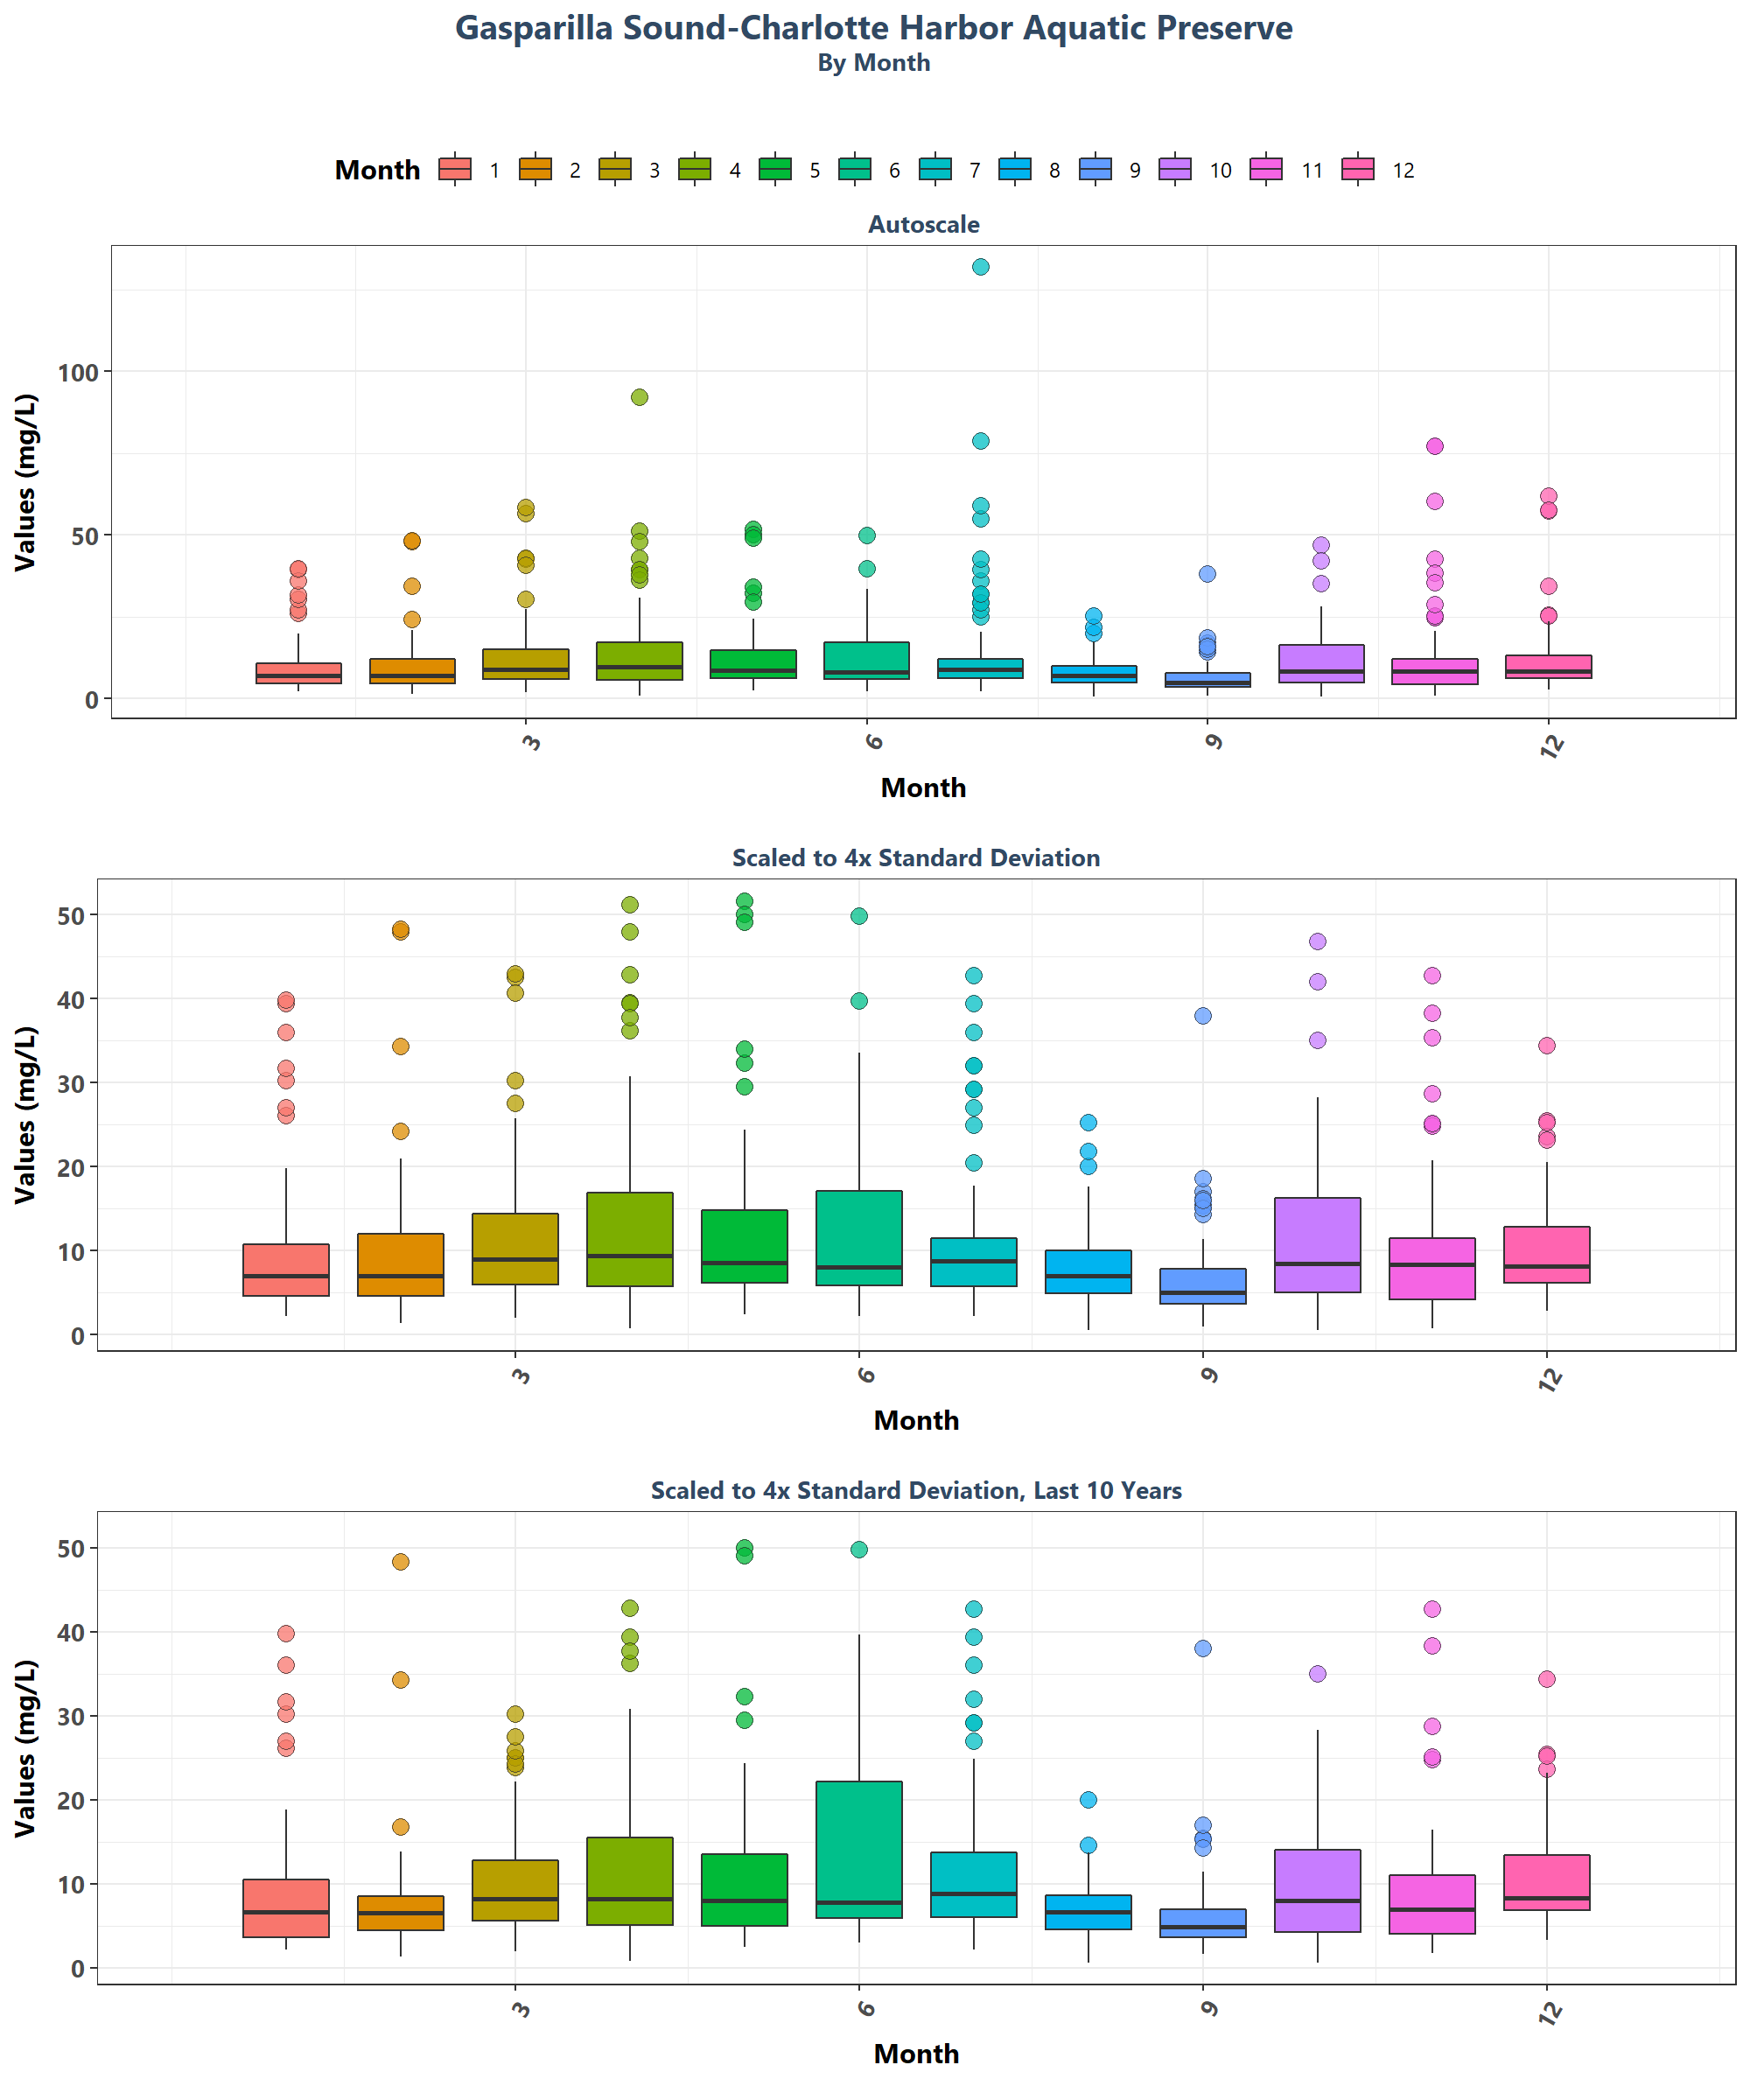 Gasparilla Sound-Charlotte Harbor Aquatic Preserve
By Month
Month 1 2 3 4 5 6 7 8 9 10 11 12
Autoscale
Values (mg/L)
100
50
0
3 6 9 12
Month
Scaled to 4x Standard Deviation
Values (mg/L)
50
40
30
20
10
0
3 6 9 12
Month
Scaled to 4x Standard Deviation, Last 10 Years
Values (mg/L)
50
40
30
20
10
0
3 6 9 12
Month